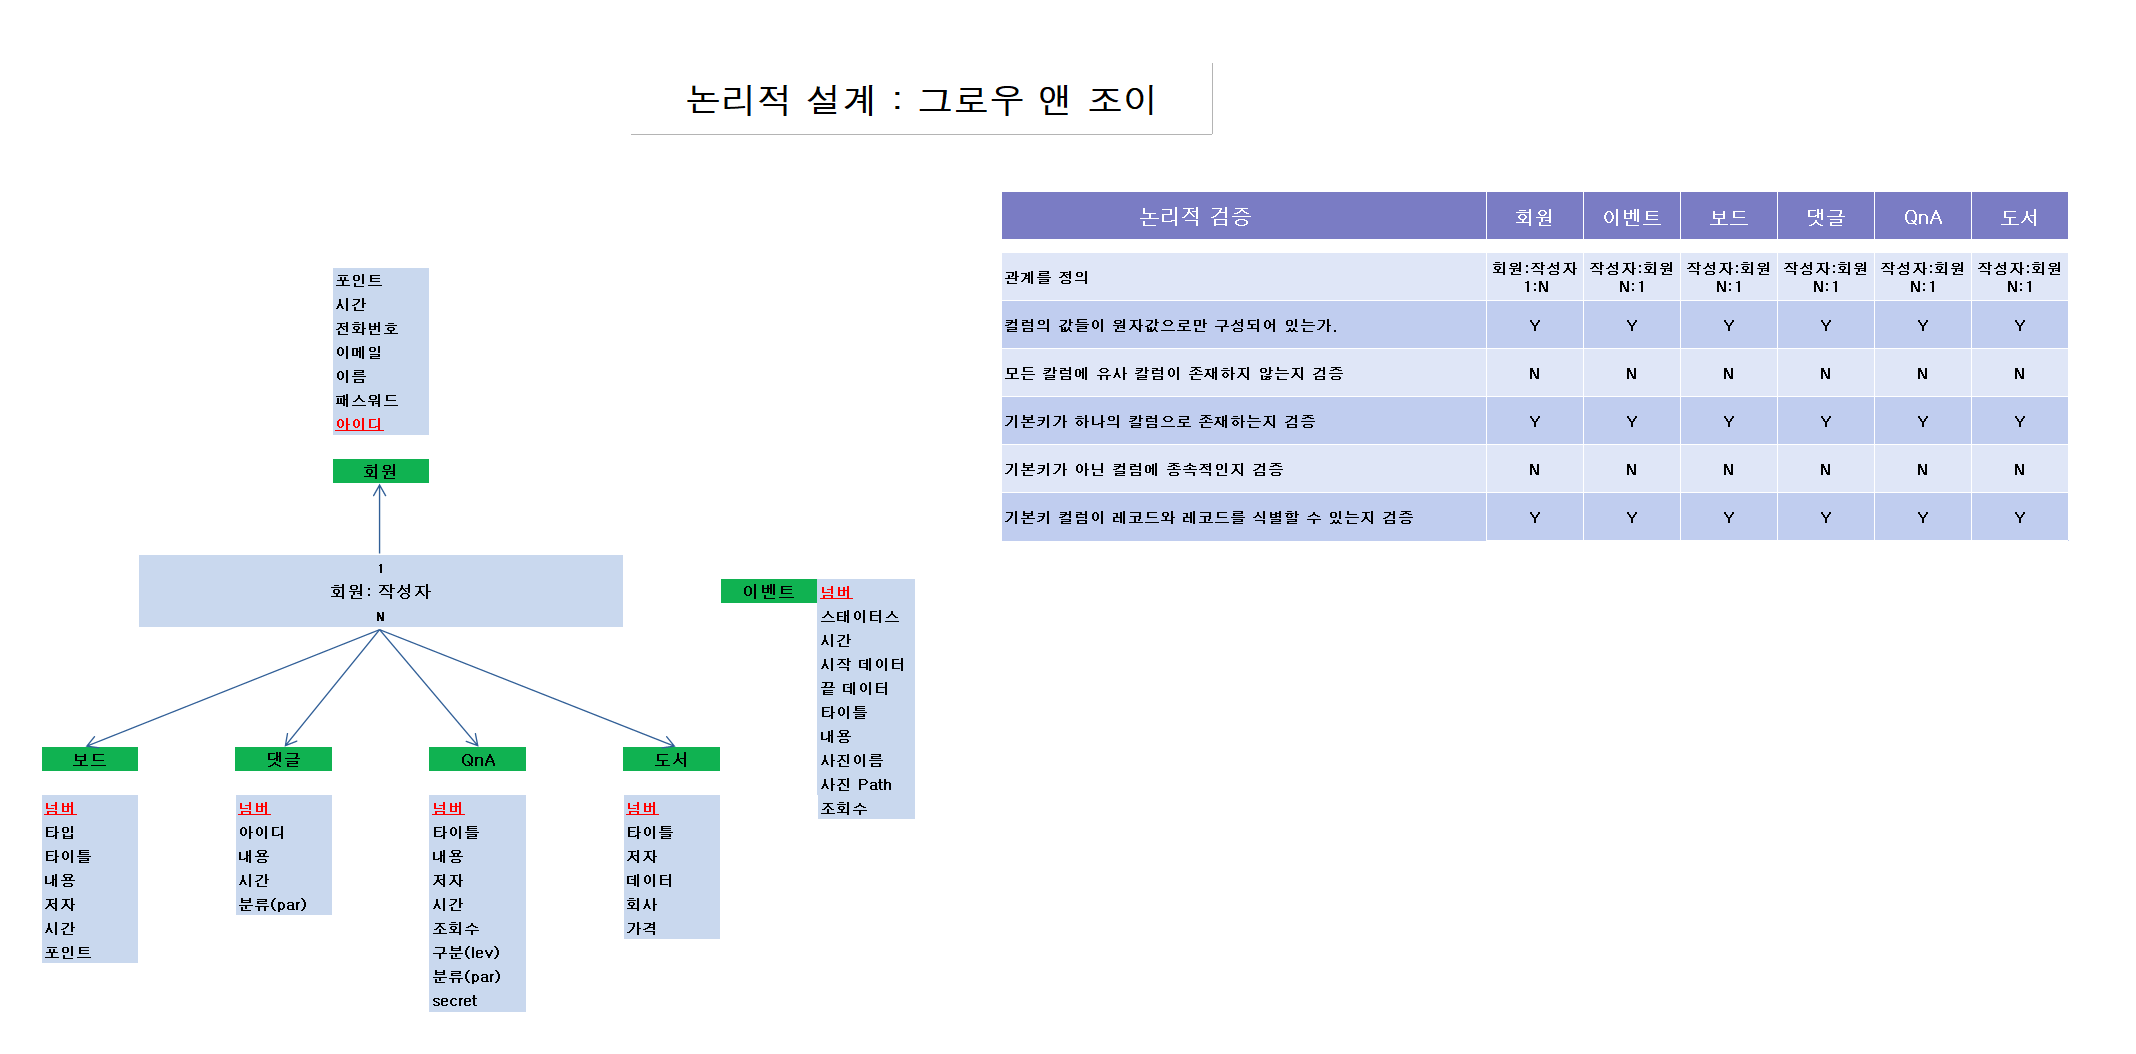 논리적 설계 : 그로우 앤 조이
논리적 검증 회원 이벤트 보드 댓글 QnA 도서
관계를 정의 회원:작성자 1:N 작성자:회원 N:1 작성자:회원 N:1 작성자:회원 N:1 작성자:회원 N:1 작성자:회원 N:1
컬럼의 값들이 원자값으로만 구성되어 있는가. Y Y Y Y Y Y
모든 칼럼에 유사 칼럼이 존재하지 않는지 검증 N N N N N N
기본키가 하나의 칼럼으로 존재하는지 검증 Y Y Y Y Y Y
기본키가 아닌 컬럼에 종속적인지 검증 N N N N N N
기본키 컬럼이 레코드와 레코드를 식별할 수 있는지 검증 Y Y Y Y Y Y
포인트
시간
전화번호
이메일
이름
패스워드
아이디
회원
1
회원: 작성자
N
이벤트
넘버
스태이터스
시간
시작 데이터
끝 데이터
타이틀
내용
사진이름
사진 Path
조회수
보드
넘버
타입
타이틀
내용
저자
시간
포인트
댓글
넘버
아이디
내용
시간
분류(par)
QnA
넘버
타이틀
내용
저자
시간
조회수
구분(lev)
분류(par)
secret
도서
넘버
타이틀
저자
데이터
회사
가격